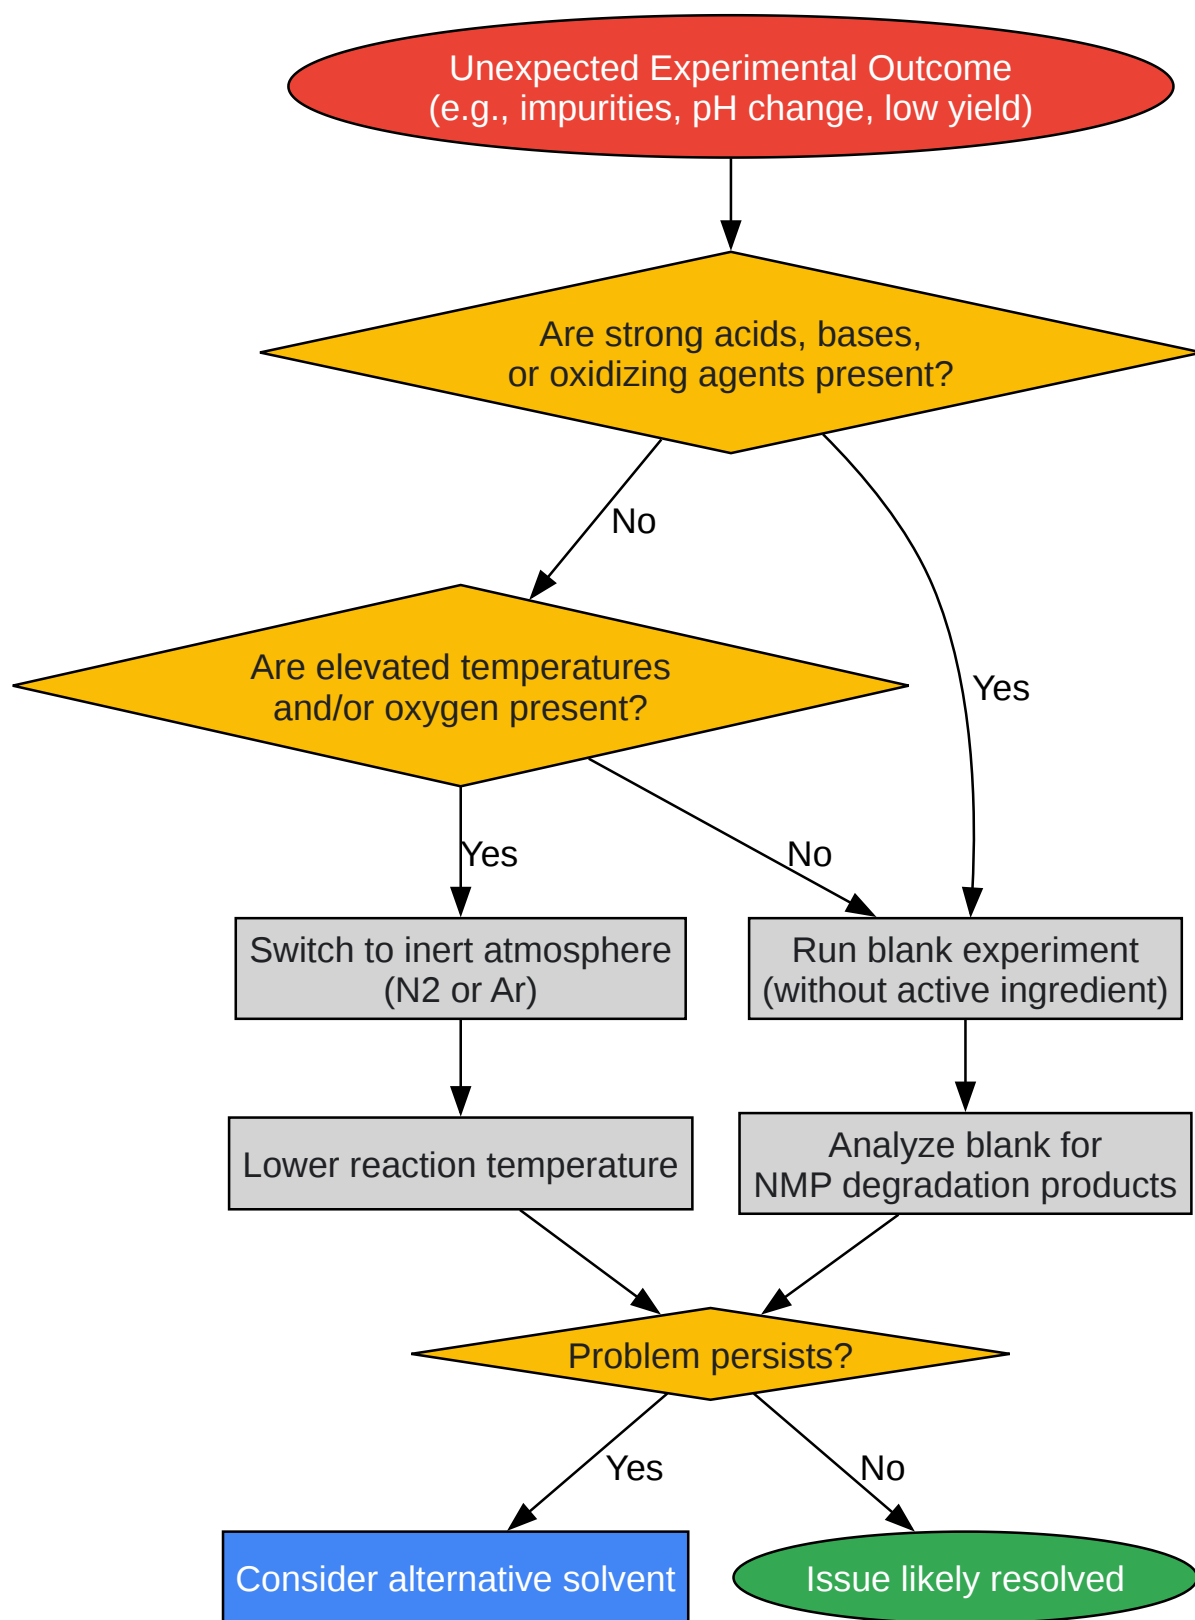 Unexpected Experimental Outcome
(e.g., impurities, pH change, low yield)
Are strong acids, bases,
or oxidizing agents present?
No
Yes
Are elevated temperatures
and/or oxygen present?
Yes
No
Switch to inert atmosphere
(N2 or Ar)
Run blank experiment
(without active ingredient)
Lower reaction temperature
Analyze blank for
NMP degradation products
Problem persists?
Yes
No
Consider alternative solvent
Issue likely resolved